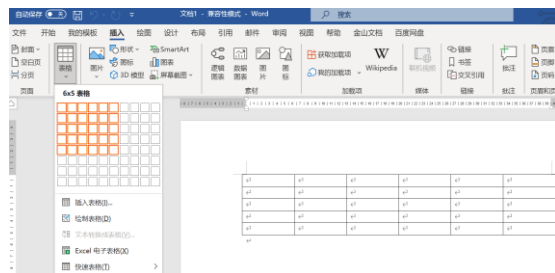 自动保存 关 文档1 - 兼容性模式 - Word 搜索
文件 开始 我的模板 插入 绘图 设计 布局 引用 邮件 审阅 视图 帮助 金山文档 百度网盘
封面 形状 SmartArt 获取加载项 链接 页眉
空白页 表格 图片 图标 图表 逻辑图表 数据图表 图片 图标 我的加载项 Wikipedia 联机视频 书签 批注 页脚
分页 3D 模型 屏幕截图 交叉引用 页码
页面 素材 加载项 媒体 链接 批注
6x5 表格
插入表格(I)...
绘制表格(D)
文本转换成表格(V)...
Excel 电子表格(X)
快速表格(T)